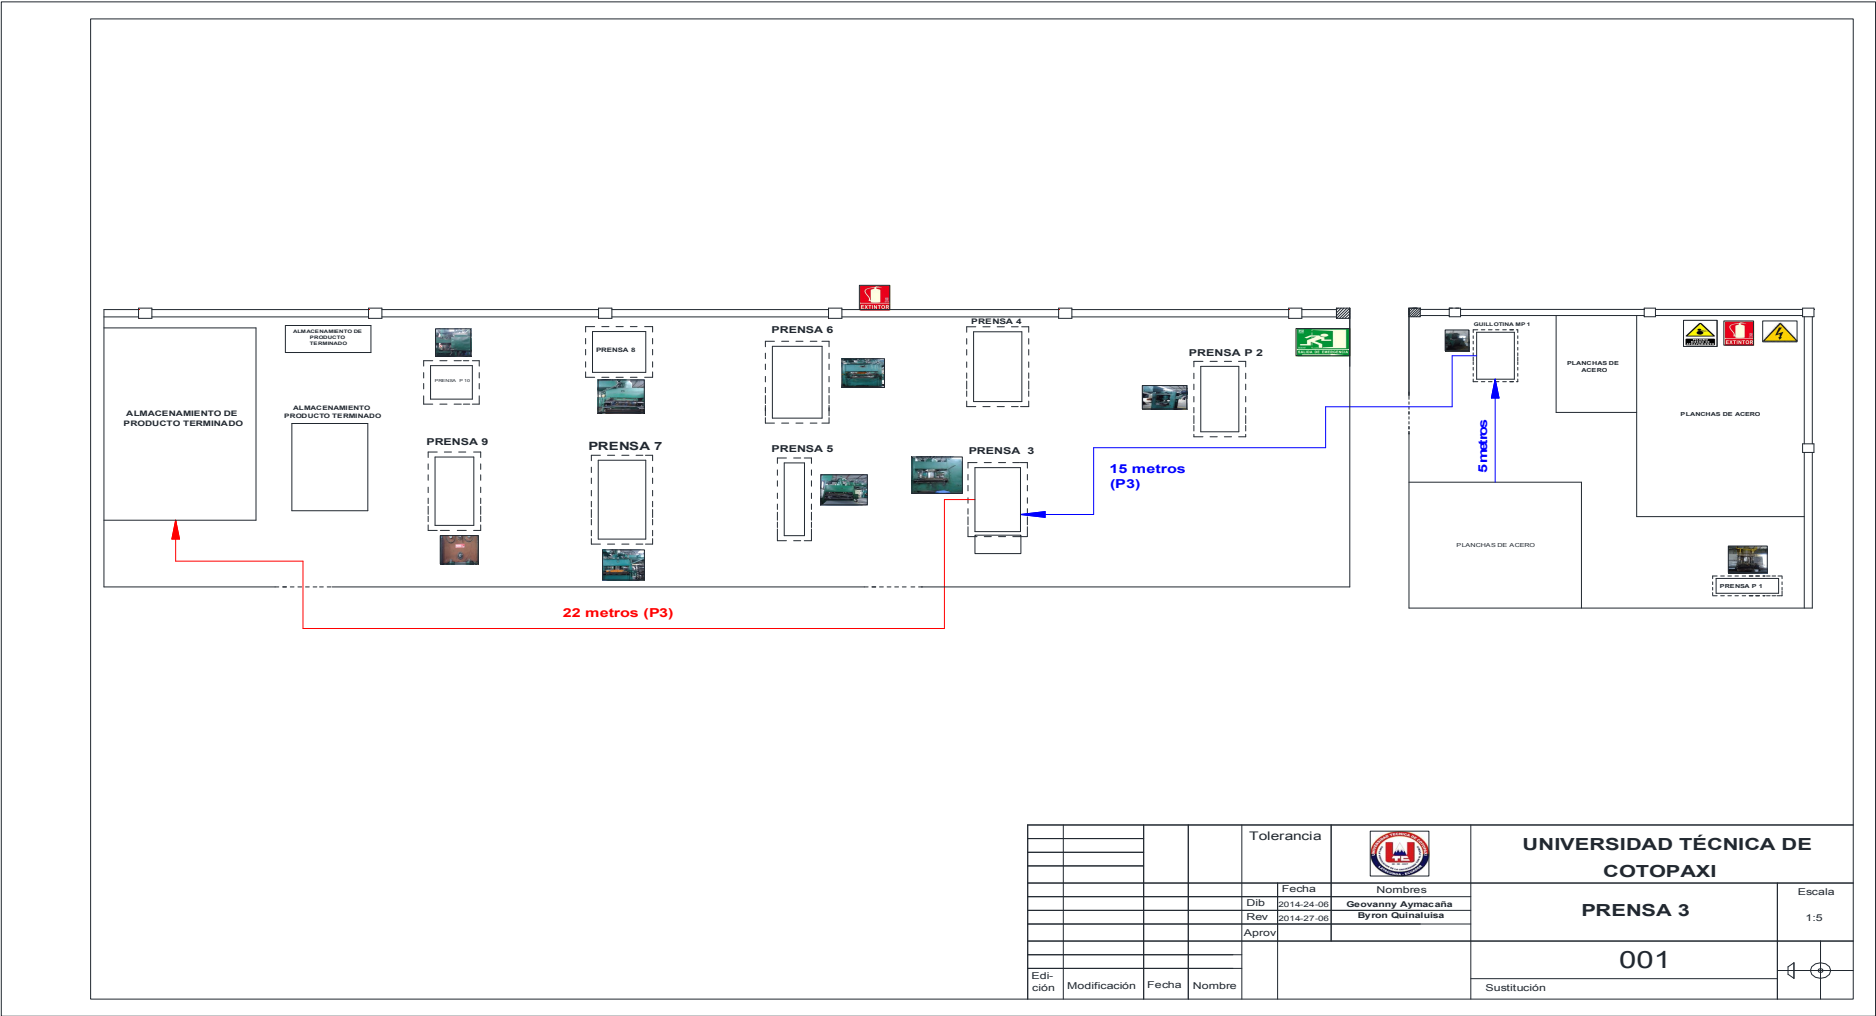 EXTINTOR
ALMACENAMIENTO DE
PRODUCTO
TERMINADO
PRENSA 8
PRENSA 6
PRENSA 4
SALIDA DE EMERGENCIA
PRENSA P 2
GUILLOTINA MP 1
EXTINTOR
PLANCHAS DE
ACERO
PRENSA P 10
ALMACENAMIENTO DE
PRODUCTO TERMINADO
ALMACENAMIENTO
PRODUCTO TERMINADO
PLANCHAS DE ACERO
PRENSA 9
PRENSA 7
PRENSA 5
PRENSA 3
15 metros
(P3)
5 metros
PLANCHAS DE ACERO
PRENSA P 1
22 metros (P3)
Tolerancia
UNIVERSIDAD TÉCNICA DE
COTOPAXI
Fecha
Nombres
Dib
2014-24-06
Geovanny Aymacaña
Rev
2014-27-06
Byron Quinaluisa
Aprov
PRENSA 3
Escala
1:5
001
Edi-
ción
Modificación
Fecha
Nombre
Sustitución